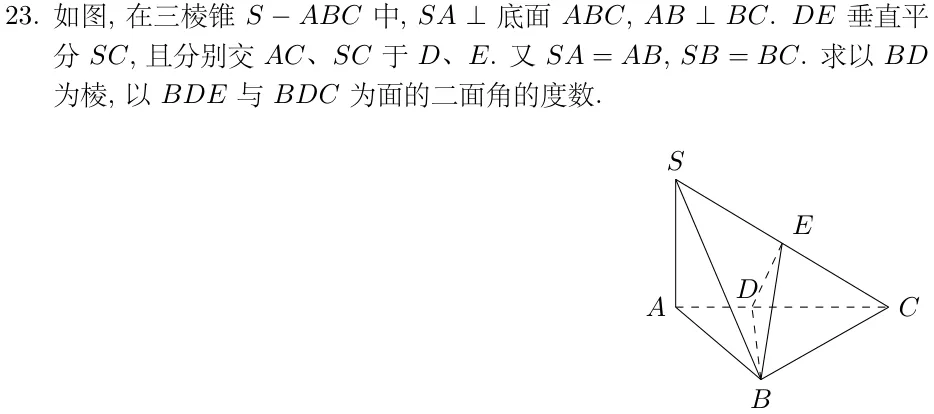 23. 如图, 在三棱锥 S − ABC 中, SA ⊥ 底面 ABC, AB ⊥ BC. DE 垂直平
分 SC, 且分别交 AC、SC 于 D、E. 又 SA = AB, SB = BC. 求以 BD
为棱, 以 BDE 与 BDC 为面的二面角的度数.
S
E
D
A
C
B